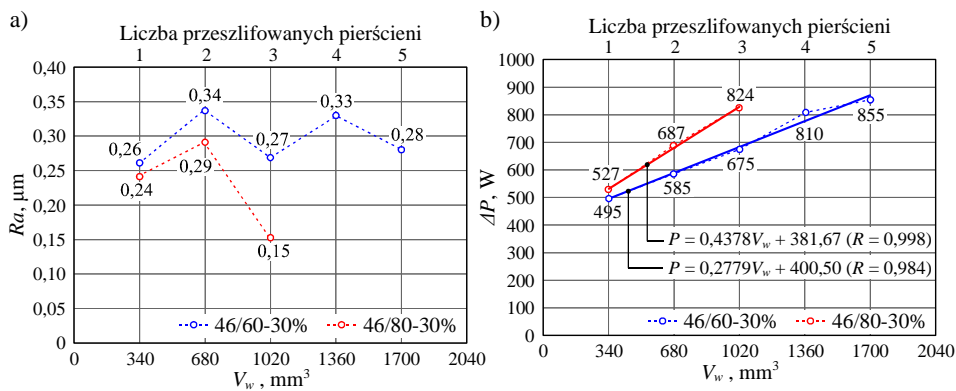 a)
Liczba przeszlifowanych pierścieni
1 2 3 4 5
0,40
0,35
0,30
0,25
0,20
0,15
0,10
0,05
0,00
Ra, μm
0,26
0,34
0,27
0,33
0,28
0,24
0,29
0,15
46/60-30% 46/80-30%
0 340 680 1020 1360 1700 2040
Vw , mm³
b)
Liczba przeszlifowanych pierścieni
1 2 3 4 5
1000
900
800
700
600
500
400
300
200
100
0
ΔP, W
527
687
824
495
585
675
810
855
P = 0,4378Vw + 381,67 (R = 0,998)
P = 0,2779Vw + 400,50 (R = 0,984)
46/60-30% 46/80-30%
0 340 680 1020 1360 1700 2040
Vw , mm³